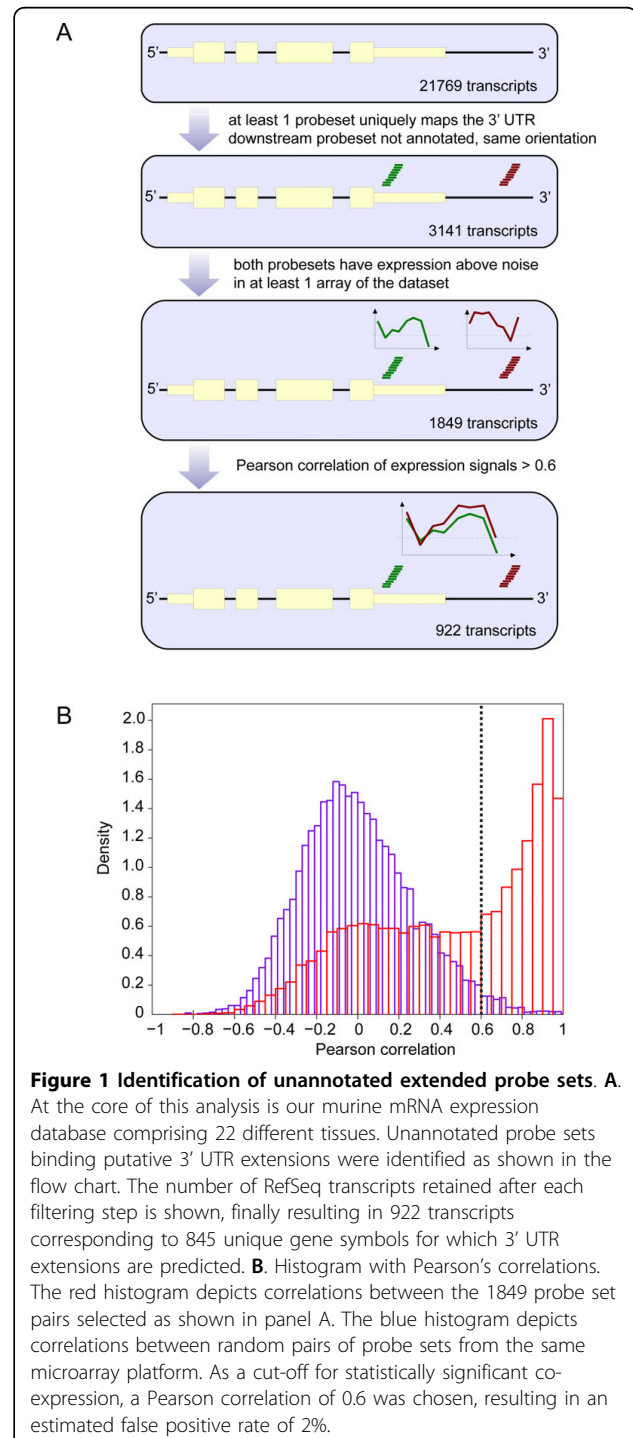 A
5’ 3’
21769 transcripts
at least 1 probeset uniquely maps the 3’ UTR
downstream probeset not annotated, same orientation
5’ 3’
3141 transcripts
both probesets have expression above noise
in at least 1 array of the dataset
5’ 3’
1849 transcripts
Pearson correlation of expression signals > 0.6
5’ 3’
922 transcripts
B
2.0
1.8
1.6
1.4
1.2
1.0
0.8
0.6
0.4
0.2
0
Density
−1 −0.8 −0.6 −0.4 −0.2 0 0.2 0.4 0.6 0.8 1
Pearson correlation
Figure 1 Identification of unannotated extended probe sets. A.
At the core of this analysis is our murine mRNA expression
database comprising 22 different tissues. Unannotated probe sets
binding putative 3’ UTR extensions were identified as shown in the
flow chart. The number of RefSeq transcripts retained after each
filtering step is shown, finally resulting in 922 transcripts
corresponding to 845 unique gene symbols for which 3’ UTR
extensions are predicted. B. Histogram with Pearson’s correlations.
The red histogram depicts correlations between the 1849 probe set
pairs selected as shown in panel A. The blue histogram depicts
correlations between random pairs of probe sets from the same
microarray platform. As a cut-off for statistically significant co-
expression, a Pearson correlation of 0.6 was chosen, resulting in an
estimated false positive rate of 2%.